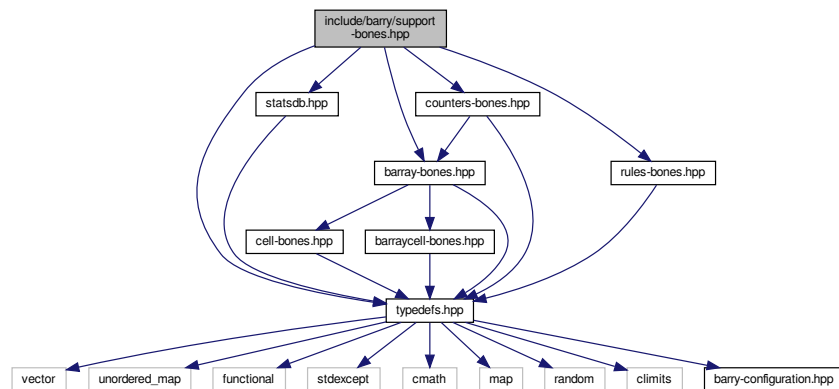 include/barry/support
-bones.hpp
statsdb.hpp
counters-bones.hpp
barray-bones.hpp
rules-bones.hpp
cell-bones.hpp
barraycell-bones.hpp
typedefs.hpp
vector
unordered_map
functional
stdexcept
cmath
map
random
climits
barry-configuration.hpp